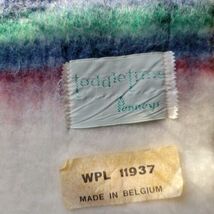 toddletime
Penneys
WPL 11937
MADE IN BELGIUM